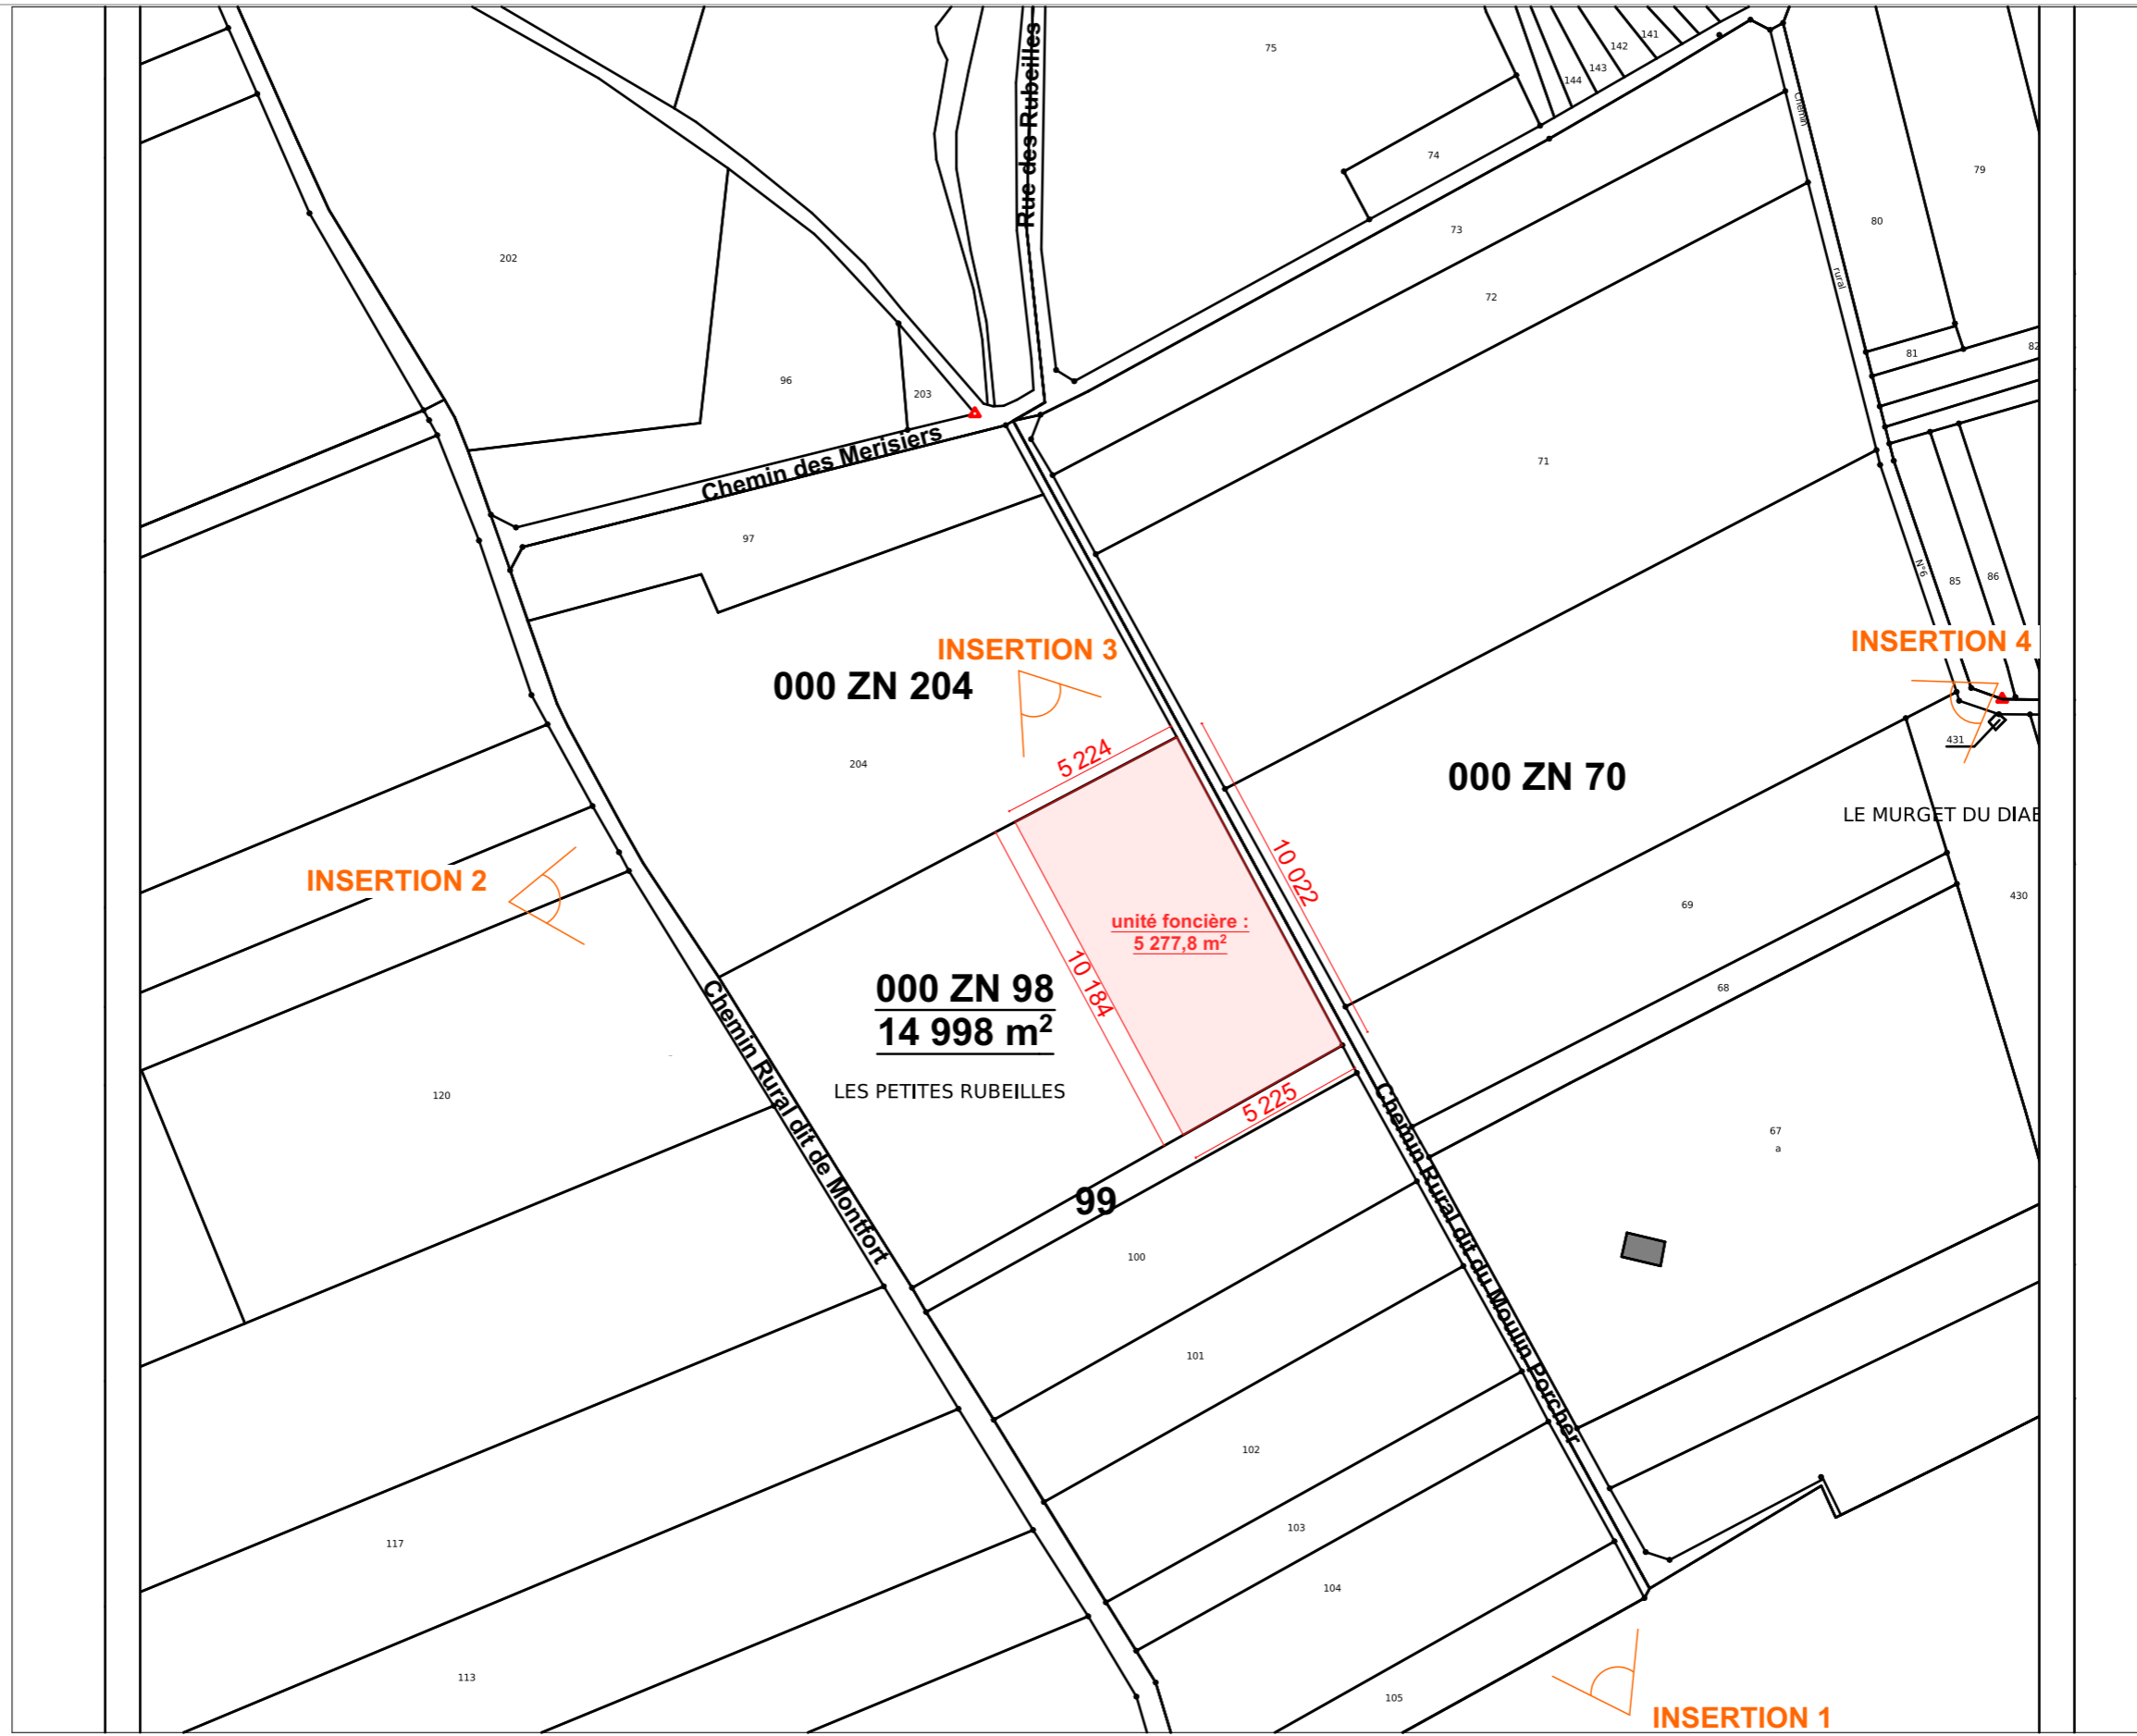 75
141
142
143
144
Rue des Rubeilles
Chemin
74
79
73
80
202
rural
72
81
82
96
203
Chemin des Merisiers
71
97
N°6
85
86
INSERTION 3
INSERTION 4
000 ZN 204
204
5 224
431
000 ZN 70
LE MURGET DU DIAB
10 022
INSERTION 2
430
69
unité foncière :
5 277,8 m²
10 184
000 ZN 98
14 998 m²
68
Chemin Rural dit de Montfort
LES PETITES RUBEILLES
120
5 225
Chemin Rural dit du Moulin Porcher
67
a
99
100
101
102
103
117
104
113
105
INSERTION 1